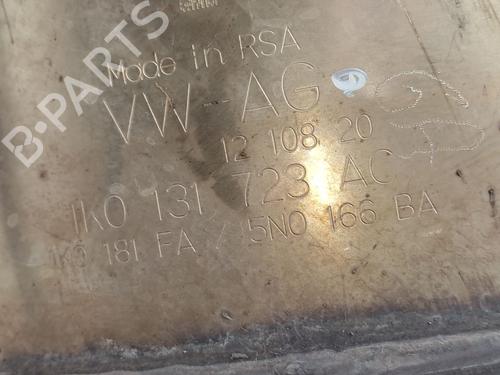 B-PARTS
Made in RSA
VW-AG
12 108 20
1K0 131 723 AC
1K0 181 FA / 5N0 166 BA